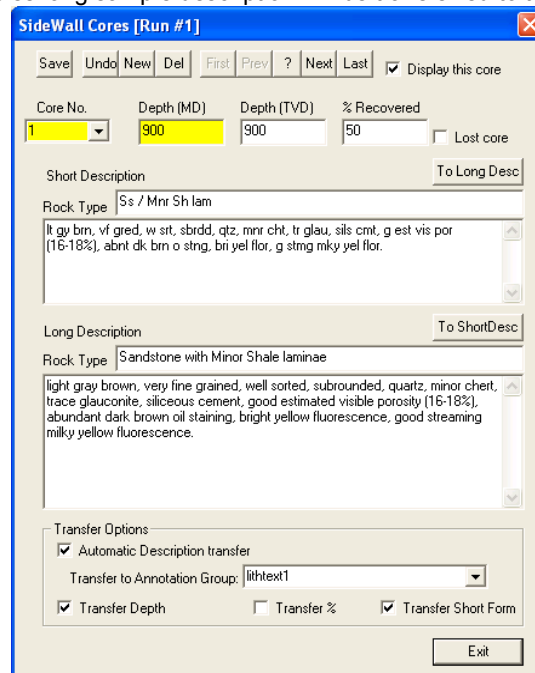 SideWall Cores [Run #1]
Save Undo New Del First Prev ? Next Last Display this core
Core No. Depth (MD) Depth (TVD) % Recovered
1 900 900 50 Lost core
Short Description To Long Desc
Rock Type Ss / Mnr Sh lam
lt gy brn, vf gred, w srt, sbrdd, qtz, mnr cht, tr glau, sils cmt, g est vis por
(16-18%), abnt dk brn o stng, bri yel flor, g stmg mky yel flor.
Long Description To ShortDesc
Rock Type Sandstone with Minor Shale laminae
light gray brown, very fine grained, well sorted, subrounded, quartz, minor chert,
trace glauconite, siliceous cement, good estimated visible porosity (16-18%),
abundant dark brown oil staining, bright yellow fluorescence, good streaming
milky yellow fluorescence.
Transfer Options
Automatic Description transfer
Transfer to Annotation Group: lithtext1
Transfer Depth Transfer % Transfer Short Form
Exit